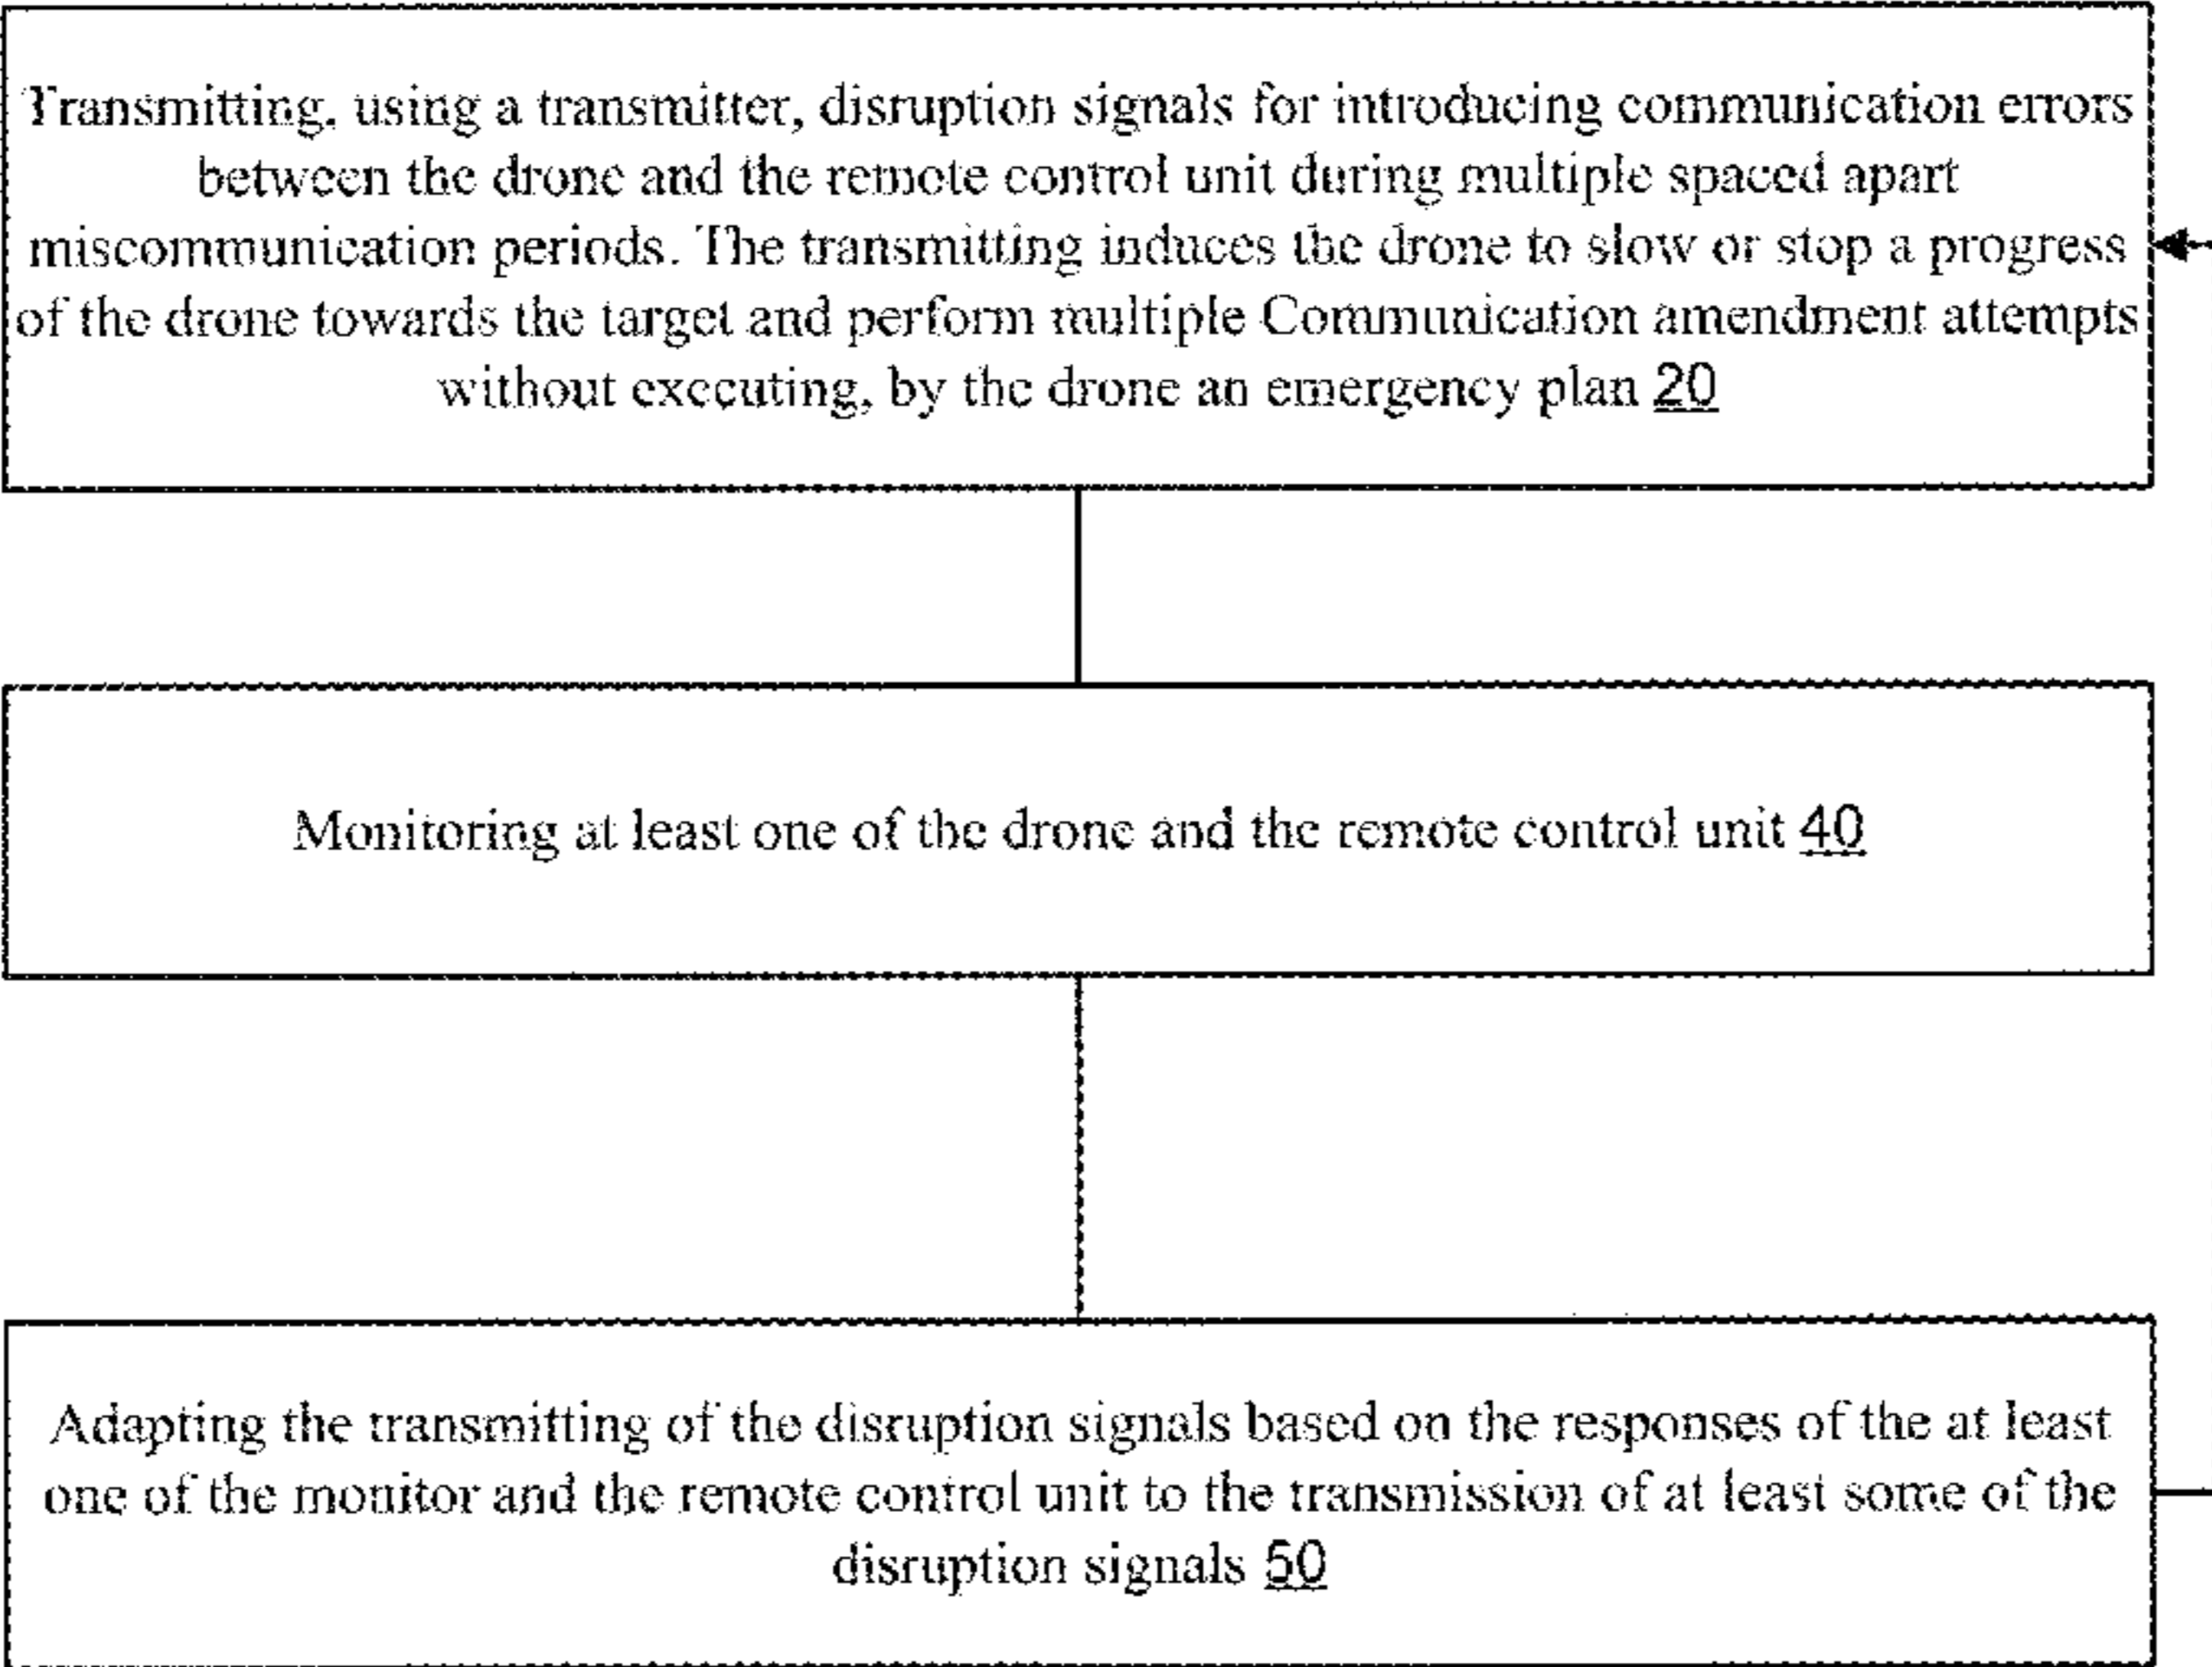 Transmitting, using a transmitter, disruption signals for introducing communication errors
between the drone and the remote control unit during multiple spaced apart
miscommunication periods. The transmitting induces the drone to slow or stop a progress
of the drone towards the target and perform multiple Communication amendment attempts
without executing, by the drone an emergency plan 20
Monitoring at least one of the drone and the remote control unit 40
Adapting the transmitting of the disruption signals based on the responses of the at least
one of the monitor and the remote control unit to the transmission of at least some of the
disruption signals 50